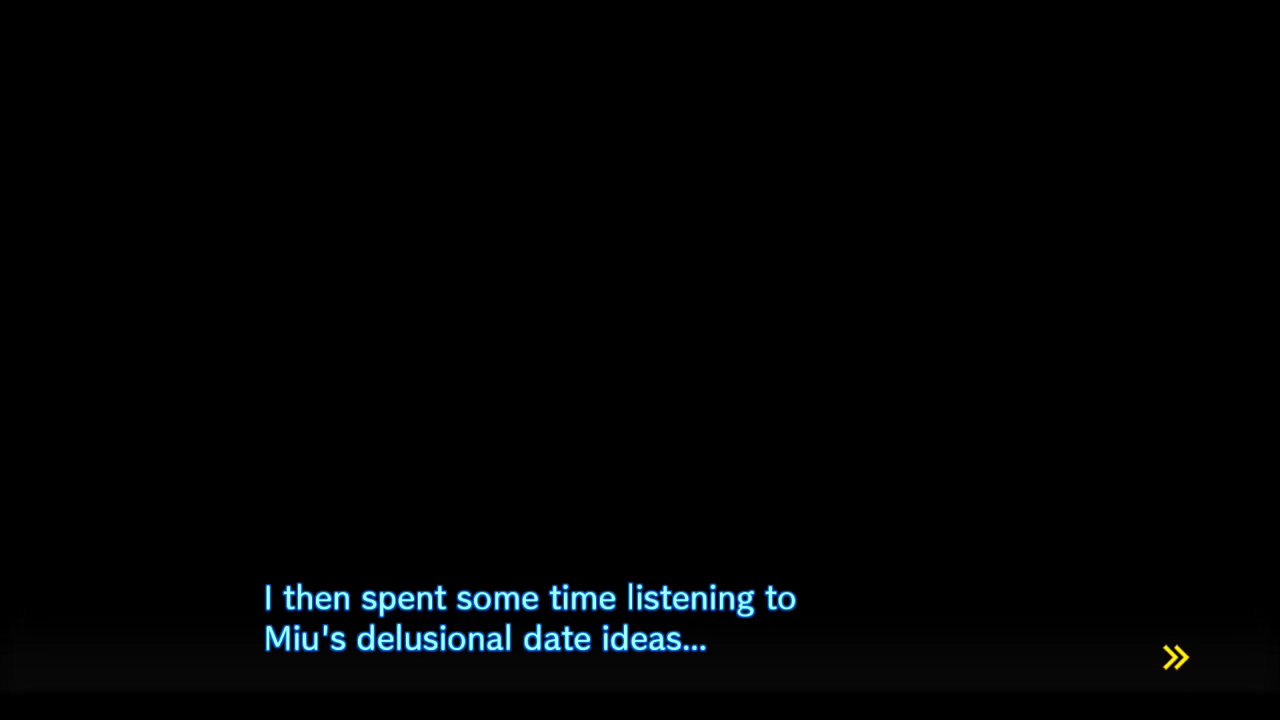 I then spent some time listening to
Miu's delusional date ideas...